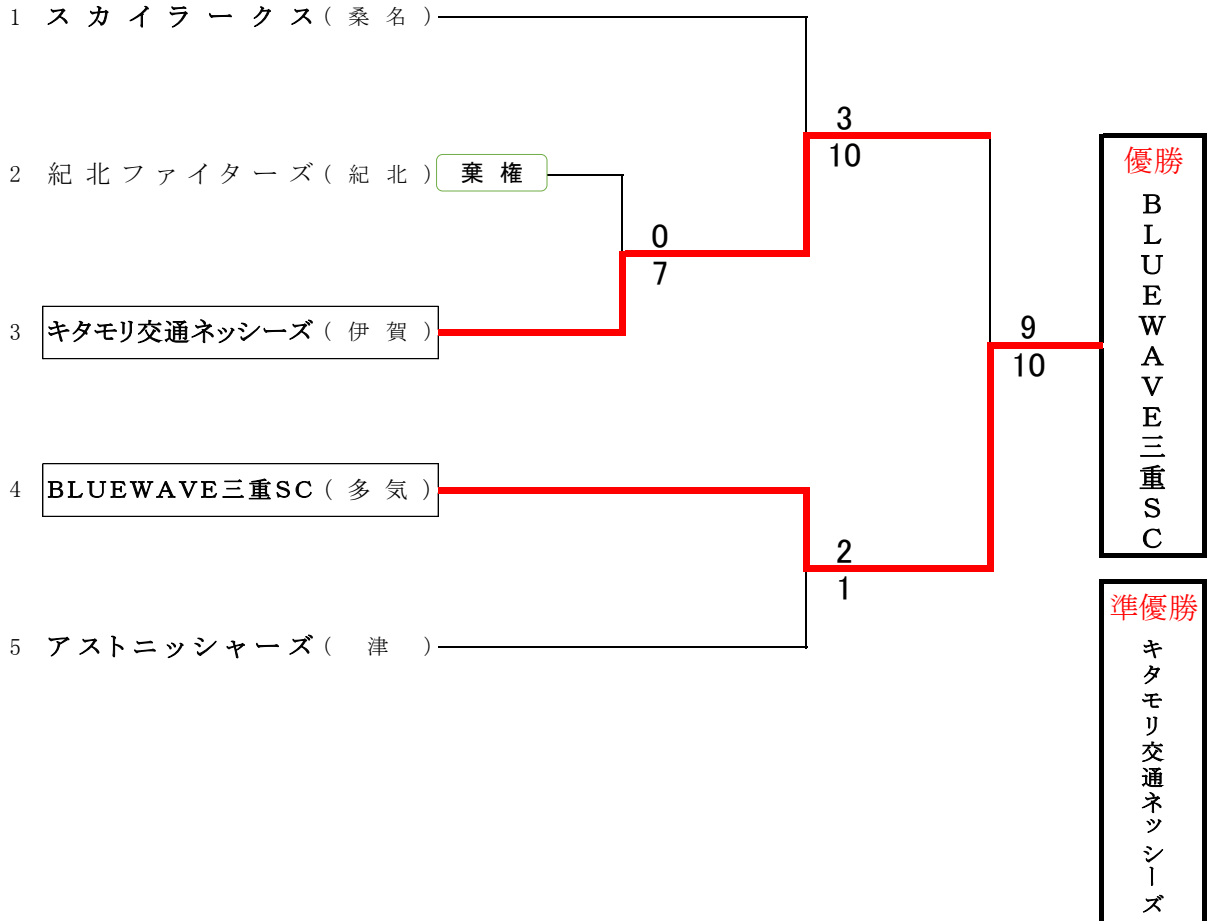 1 スカイラークス(桑名)
3
10
2 紀北ファイターズ(紀北) 棄権
0
7
3 キタモリ交通ネッシーズ(伊賀)
9
10
4 BLUEWAVE三重SC(多気)
2
1
5 アストニッシャーズ(津)
優勝
BLUEWAVE三重SC
準優勝
キタモリ交通ネッシーズ